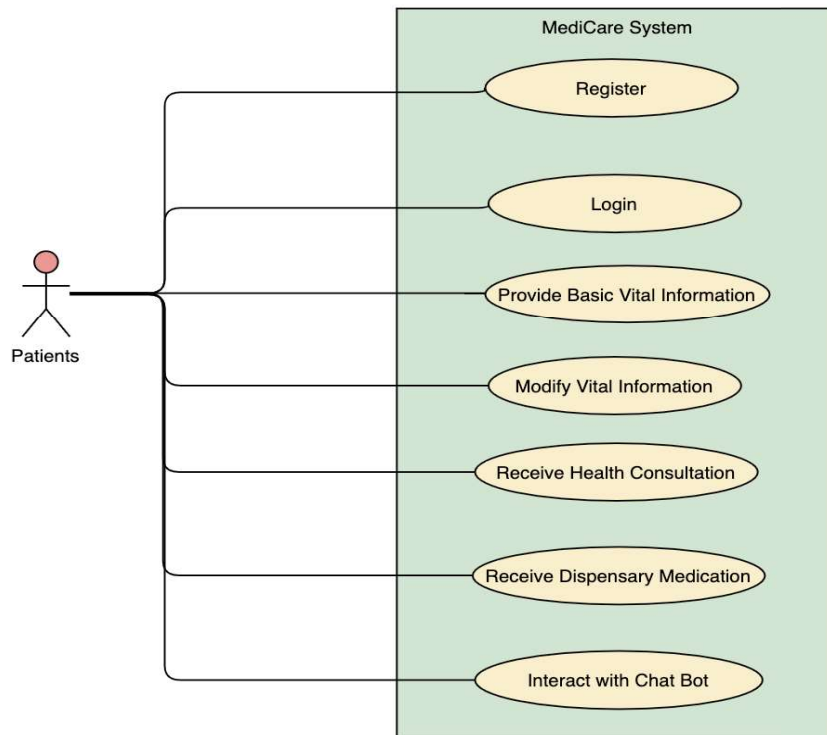 MediCare System
Register
Login
Provide Basic Vital Information
Patients
Modify Vital Information
Receive Health Consultation
Receive Dispensary Medication
Interact with Chat Bot